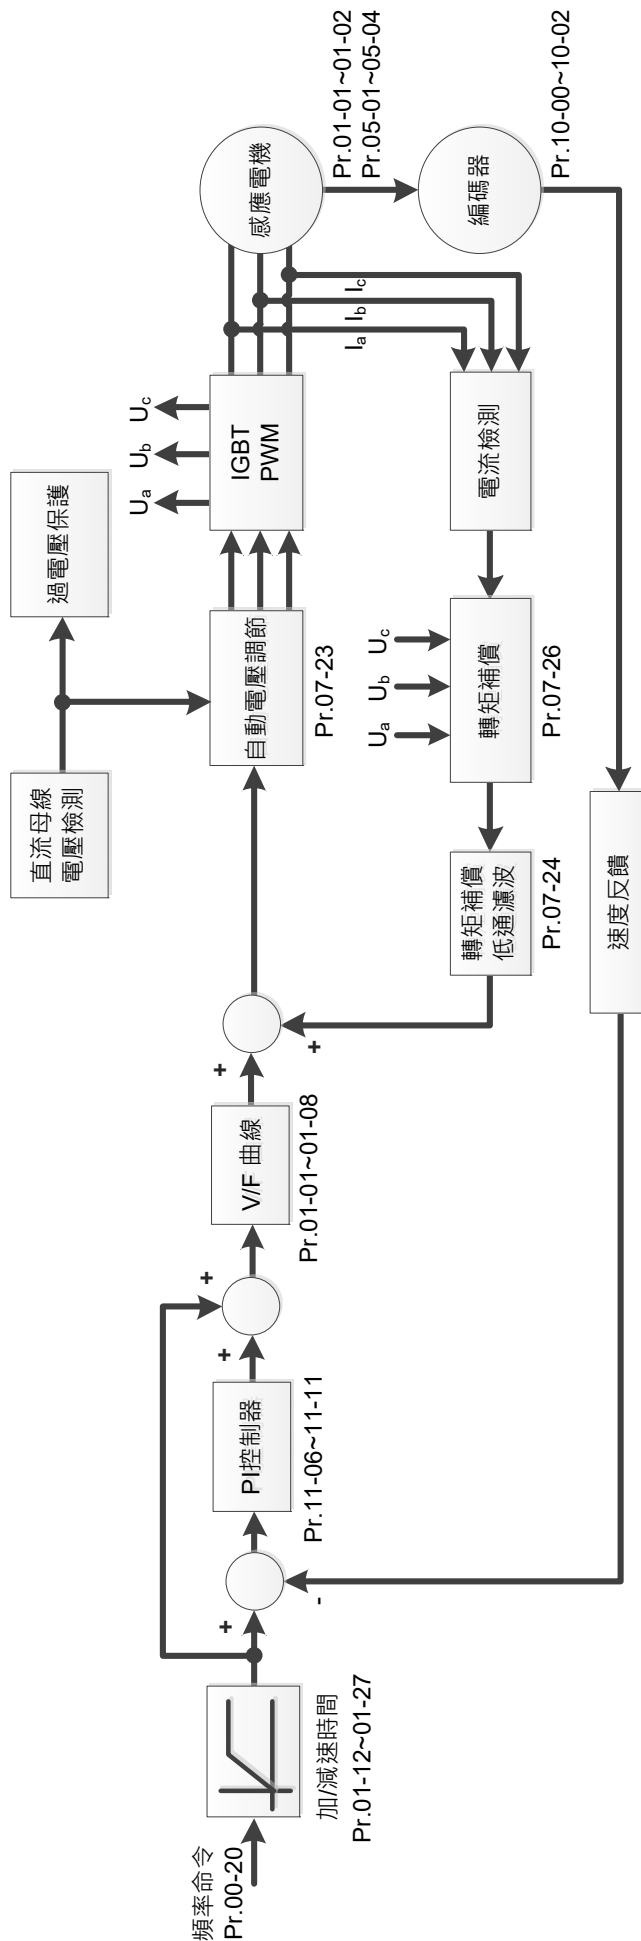 頻率命令
Pr.00-20
加/減速時間
Pr.01-12~01-27
+
-
PI控制器
Pr.11-06~11-11
+
+
V/F 曲線
Pr.01-01~01-08
+
+
直流母線
電壓檢測
過電壓保護
自動電壓調節
Pr.07-23
IGBT
PWM
Ua
Ub
Uc
感應電機
Pr.01-01~01-02
Pr.05-01~05-04
編碼器
Pr.10-00~10-02
Ia
Ib
Ic
電流檢測
Ua
Ub
Uc
轉矩補償
Pr.07-26
轉矩補償
低通濾波
Pr.07-24
速度反饋